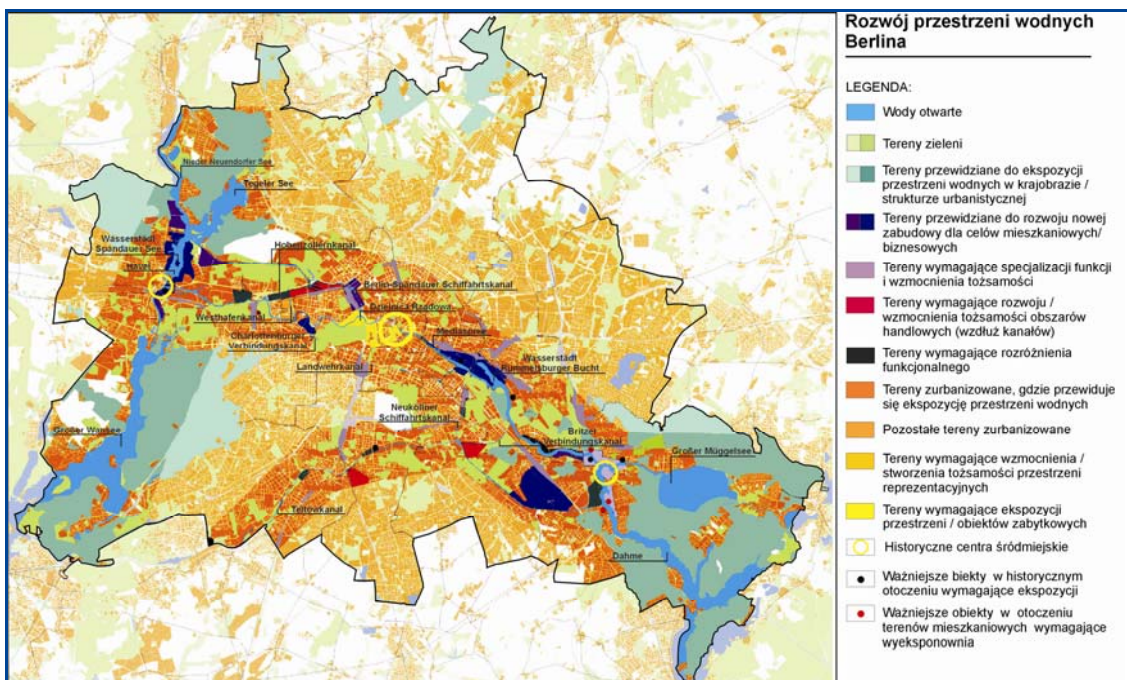 Rozwój przestrzeni wodnych
Berlina
LEGENDA:
Wody otwarte
Tereny zieleni
Tereny przewidziane do ekspozycji
przestrzeni wodnych w krajobrazie /
strukturze urbanistycznej
Tereny przewidziane do rozwoju nowej
zabudowy dla celów mieszkaniowych/
biznesowych
Tereny wymagające specjalizacji funkcji
i wzmocnienia tożsamości
Tereny wymagające rozwoju /
wzmocnienia tożsamości obszarów
handlowych (wzdłuż kanałów)
Tereny wymagające rozróżnienia
funkcjonalnego
Tereny zurbanizowane, gdzie przewiduje
się ekspozycję przestrzeni wodnych
Pozostałe tereny zurbanizowane
Tereny wymagające wzmocnienia /
stworzenia tożsamości przestrzeni
reprezentacyjnych
Tereny wymagające ekspozycji
przestrzeni / obiektów zabytkowych
Historyczne centra śródmiejskie
Ważniejsze biekty w historycznym
otoczeniu wymagające ekspozycji
Ważniejsze obiekty w otoczeniu
terenów mieszkaniowych wymagające
wyeksponownia
Nieder Neuendorfer See
Tegeler See
Wasserstadt
Spandauer See
Havel
Hohenzollernkanal
Berlin-Spandauer Schiffahrtskanal
Dzielnica Rządowa
Westhafenkanal
Charlottenburger
Verbindungskanal
Mediaspree
Landwehrkanal
Wasserstadt
Rummelsburger Bucht
Neuköllner
Schiffahrtskanal
Britzer
Verbindungskanal
Großer Wansee
Großer Müggelsee
Teltowkanal
Dahme